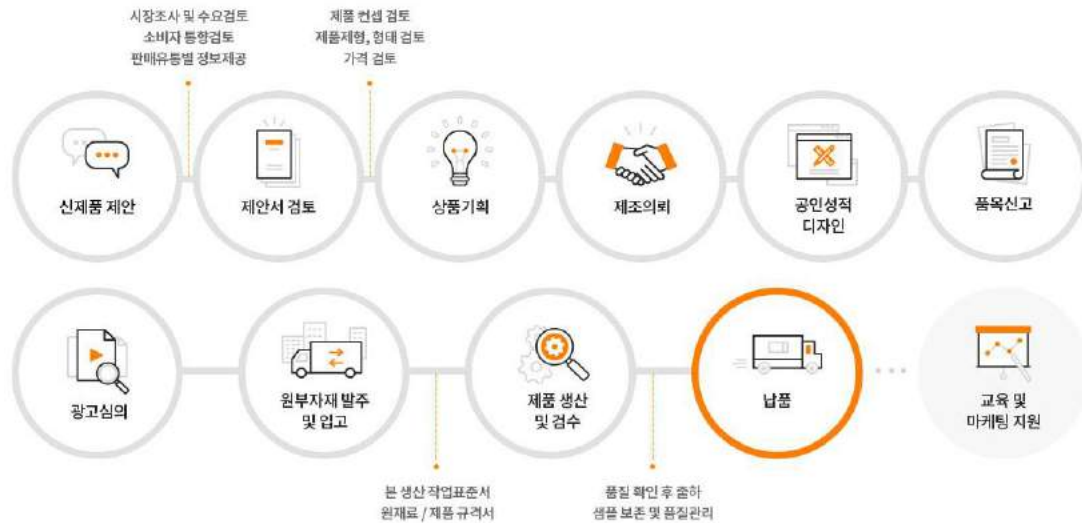 시장조사 및 수요검토
소비자 통향검토
판매유통별 정보제공
제품 컨셉 검토
제품제형, 형태 검토
가격 검토
신제품 제안
제안서 검토
상품기획
제조의뢰
공인성적
디자인
품목신고
광고심의
원부자재 발주
및 입고
제품 생산
및 검수
납품
교육 및
마케팅 지원
본 생산 작업표준서
원재료 / 제품 규격서
품질 확인 후 출하
샘플 보존 및 품질관리